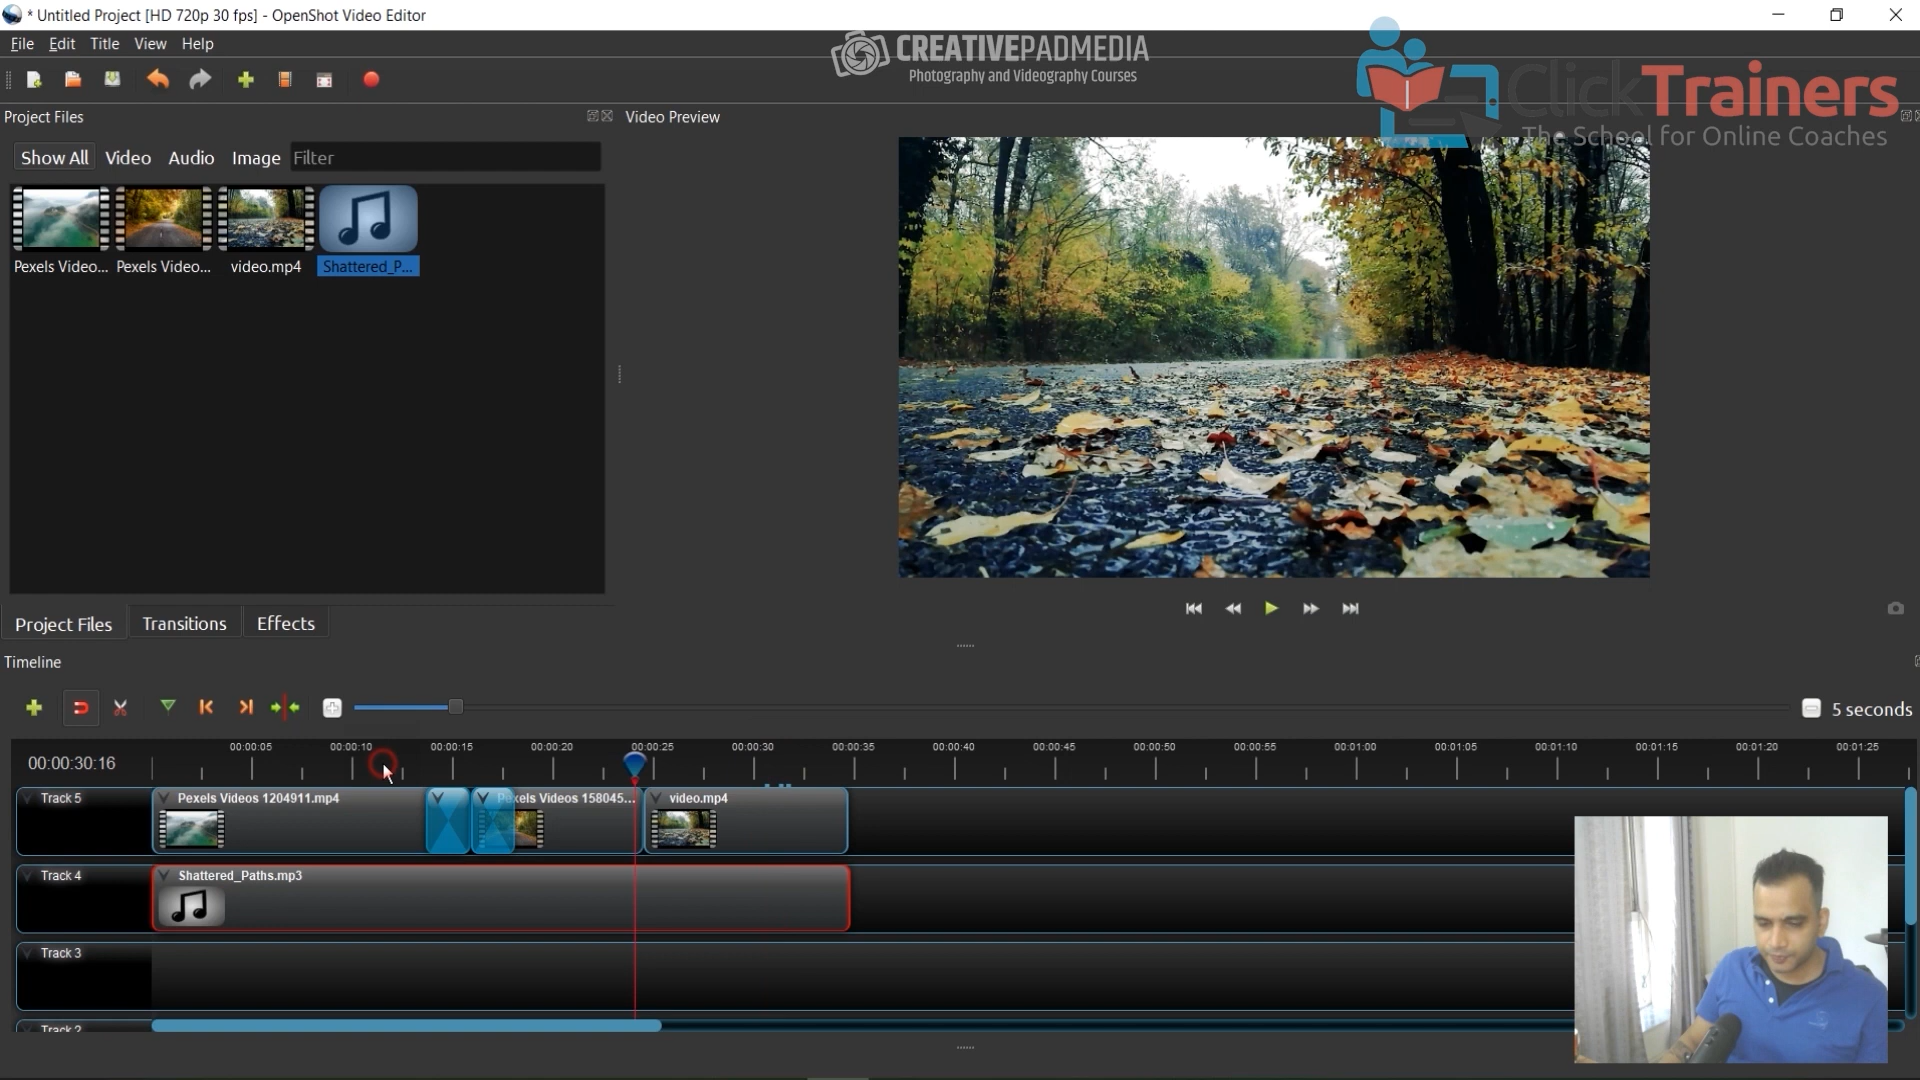 * Untitled Project [HD 720p 30 fps] - OpenShot Video Editor
File Edit Title View Help
CREATIVEPADMEDIA
Photography and Videography Courses
ClickTrainers
The School for Online Coaches
Project Files
Video Preview
Show All Video Audio Image Filter
Pexels Video... Pexels Video... video.mp4 Shattered_P...
Project Files Transitions Effects
Timeline
5 seconds
00:00:30:16
00:00:05 00:00:10 00:00:15 00:00:20 00:00:25 00:00:30 00:00:35 00:00:40 00:00:45 00:00:50 00:00:55 00:01:00 00:01:05 00:01:10 00:01:15 00:01:20 00:01:25
Track 5 Pexels Videos 1204911.mp4 Pexels Videos 158045... video.mp4
Track 4 Shattered_Paths.mp3
Track 3
Track 2